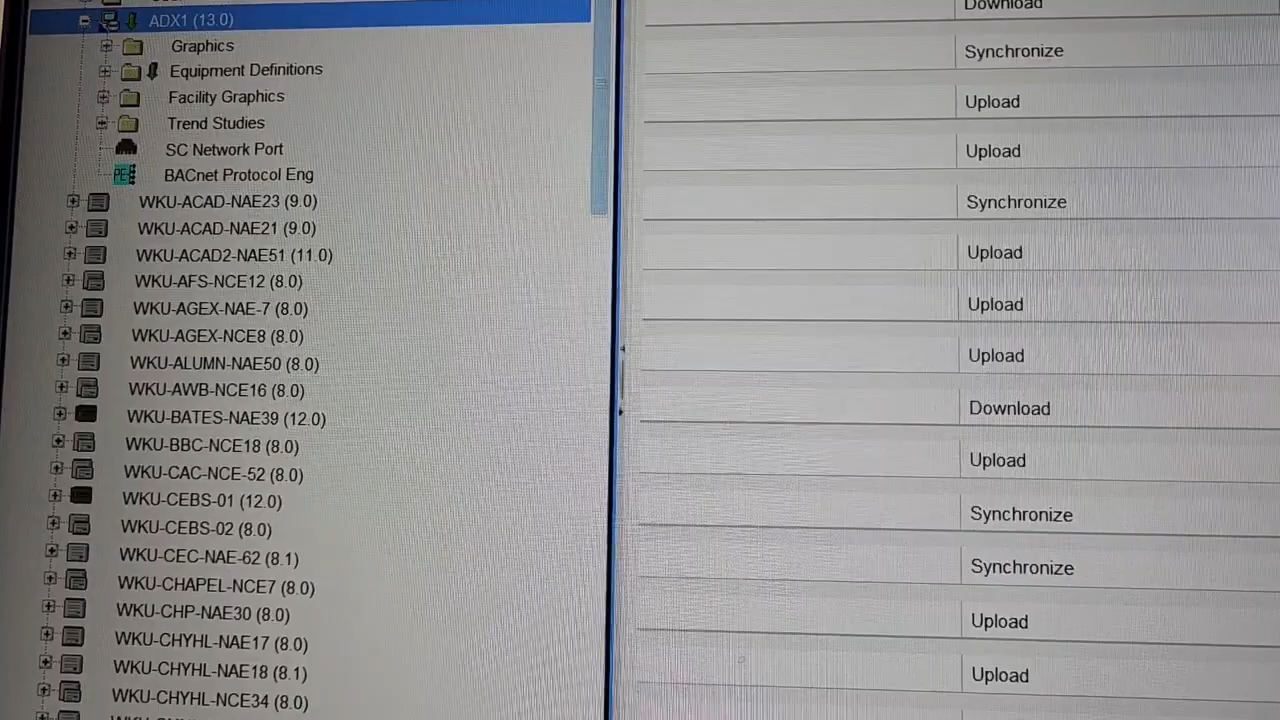 ADX1 (13.0)
Graphics
Equipment Definitions
Facility Graphics
Trend Studies
SC Network Port
BACnet Protocol Eng
WKU-ACAD-NAE23 (9.0)
WKU-ACAD-NAE21 (9.0)
WKU-ACAD2-NAE51 (11.0)
WKU-AFS-NCE12 (8.0)
WKU-AGEX-NAE-7 (8.0)
WKU-AGEX-NCE8 (8.0)
WKU-ALUMN-NAE50 (8.0)
WKU-AWB-NCE16 (8.0)
WKU-BATES-NAE39 (12.0)
WKU-BBC-NCE18 (8.0)
WKU-CAC-NCE-52 (8.0)
WKU-CEBS-01 (12.0)
WKU-CEBS-02 (8.0)
WKU-CEC-NAE-62 (8.1)
WKU-CHAPEL-NCE7 (8.0)
WKU-CHP-NAE30 (8.0)
WKU-CHYHL-NAE17 (8.0)
WKU-CHYHL-NAE18 (8.1)
WKU-CHYHL-NCE34 (8.0)
Download
Synchronize
Upload
Upload
Synchronize
Upload
Upload
Upload
Download
Upload
Synchronize
Synchronize
Upload
Upload